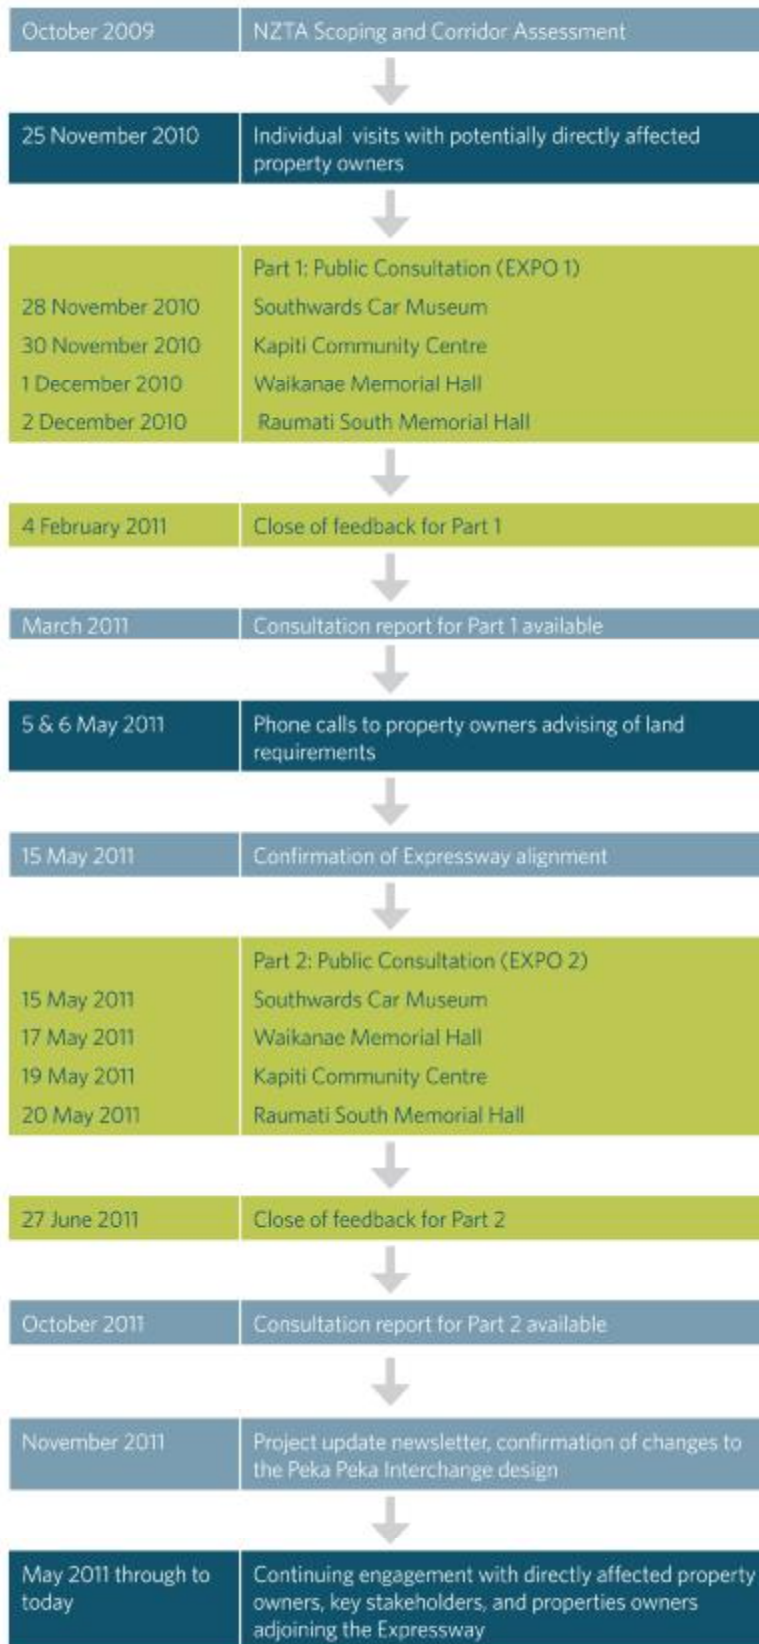 October 2009 NZTA Scoping and Corridor Assessment
25 November 2010 Individual visits with potentially directly affected
property owners
Part 1: Public Consultation (EXPO 1)
28 November 2010 Southwards Car Museum
30 November 2010 Kapiti Community Centre
1 December 2010 Waikanae Memorial Hall
2 December 2010 Raumati South Memorial Hall
4 February 2011 Close of feedback for Part 1
March 2011 Consultation report for Part 1 available
5 & 6 May 2011 Phone calls to property owners advising of land
requirements
15 May 2011 Confirmation of Expressway alignment
Part 2: Public Consultation (EXPO 2)
15 May 2011 Southwards Car Museum
17 May 2011 Waikanae Memorial Hall
19 May 2011 Kapiti Community Centre
20 May 2011 Raumati South Memorial Hall
27 June 2011 Close of feedback for Part 2
October 2011 Consultation report for Part 2 available
November 2011 Project update newsletter, confirmation of changes to
the Peka Peka Interchange design
May 2011 through to Continuing engagement with directly affected property
today owners, key stakeholders, and properties owners
adjoining the Expressway